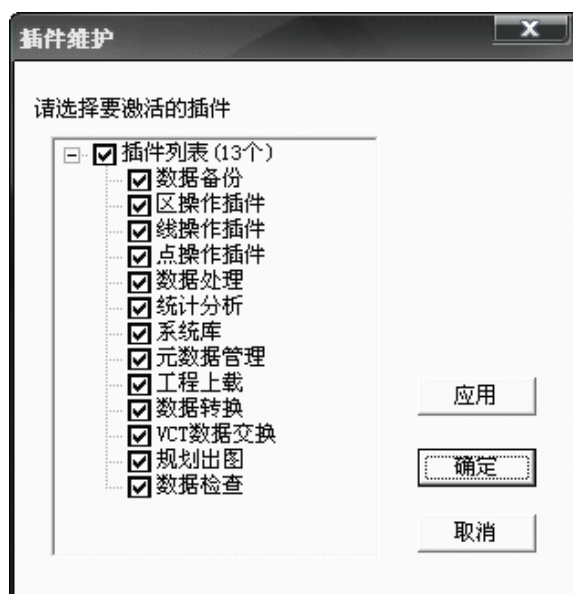 插件维护
请选择要激活的插件
插件列表(13个)
数据备份
区操作插件
线操作插件
点操作插件
数据处理
统计分析
系统库
元数据管理
工程上载
数据转换
VCT数据交换
规划出图
数据检查
应用
确定
取消